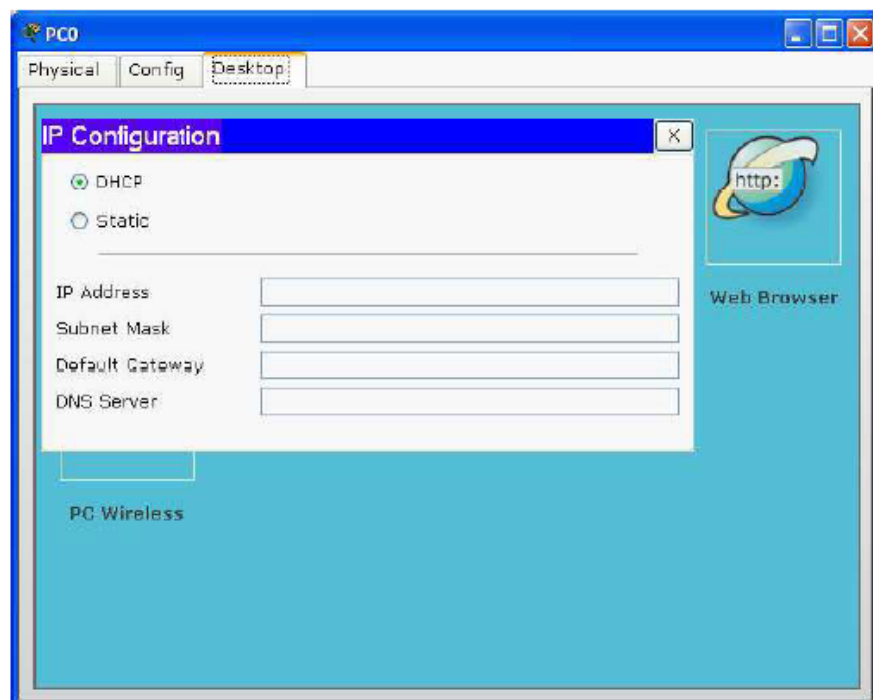 PC0
Physical Config Desktop
IP Configuration
X
DHCP
Static
http:
IP Address
Web Browser
Subnet Mask
Default Gateway
DNS Server
PC Wireless